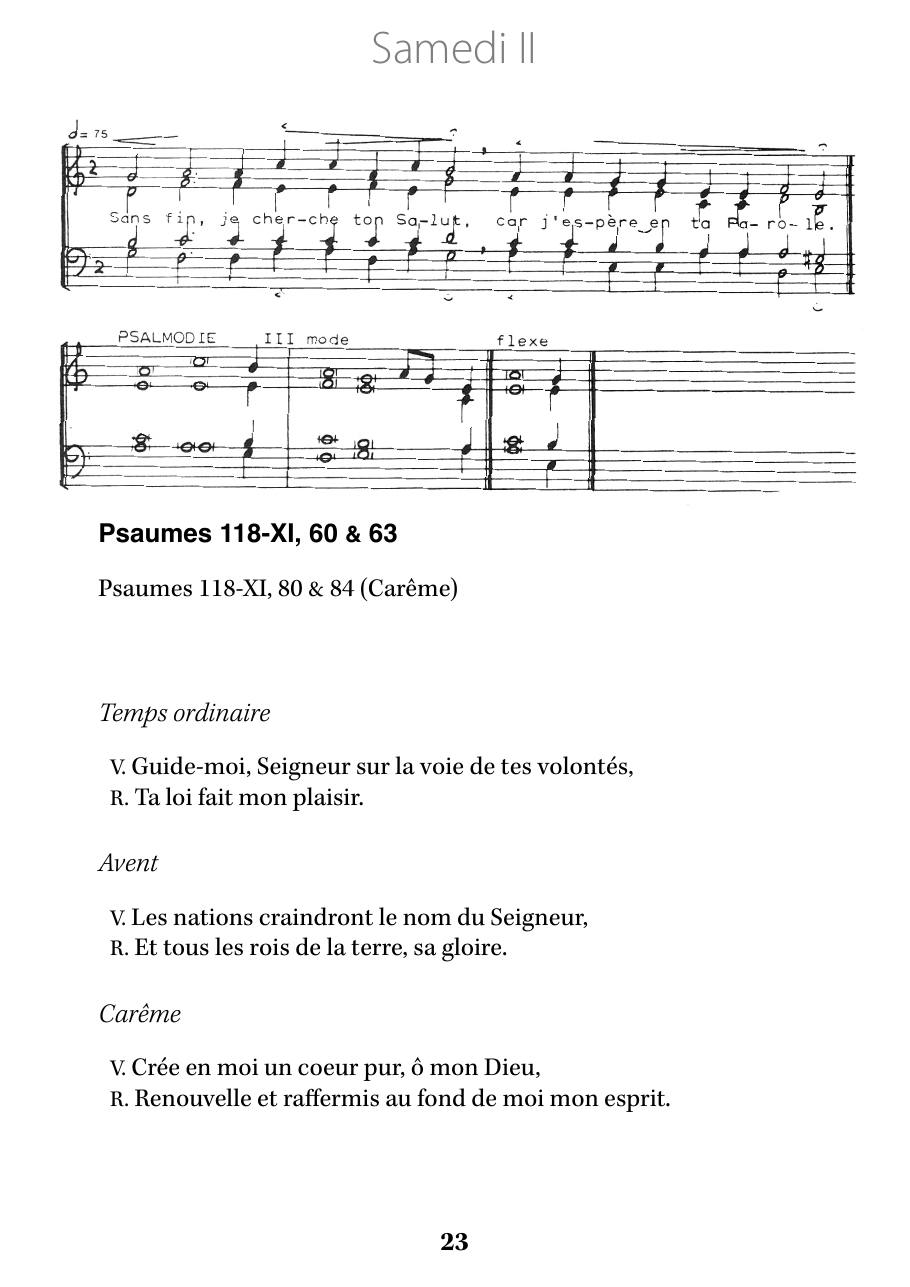 Samedi II
= 75
2
Sans fin, je cher-che ton Sa-lut, car j'es-père en ta Pa-ro-le.
2
PSALMODIE III mode flexe
Psaumes 118-XI, 60 & 63
Psaumes 118-XI, 80 & 84 (Carême)
Temps ordinaire
V. Guide-moi, Seigneur sur la voie de tes volontés,
R. Ta loi fait mon plaisir.
Avent
V. Les nations craindront le nom du Seigneur,
R. Et tous les rois de la terre, sa gloire.
Carême
V. Crée en moi un coeur pur, ô mon Dieu,
R. Renouvelle et raffermis au fond de moi mon esprit.
23